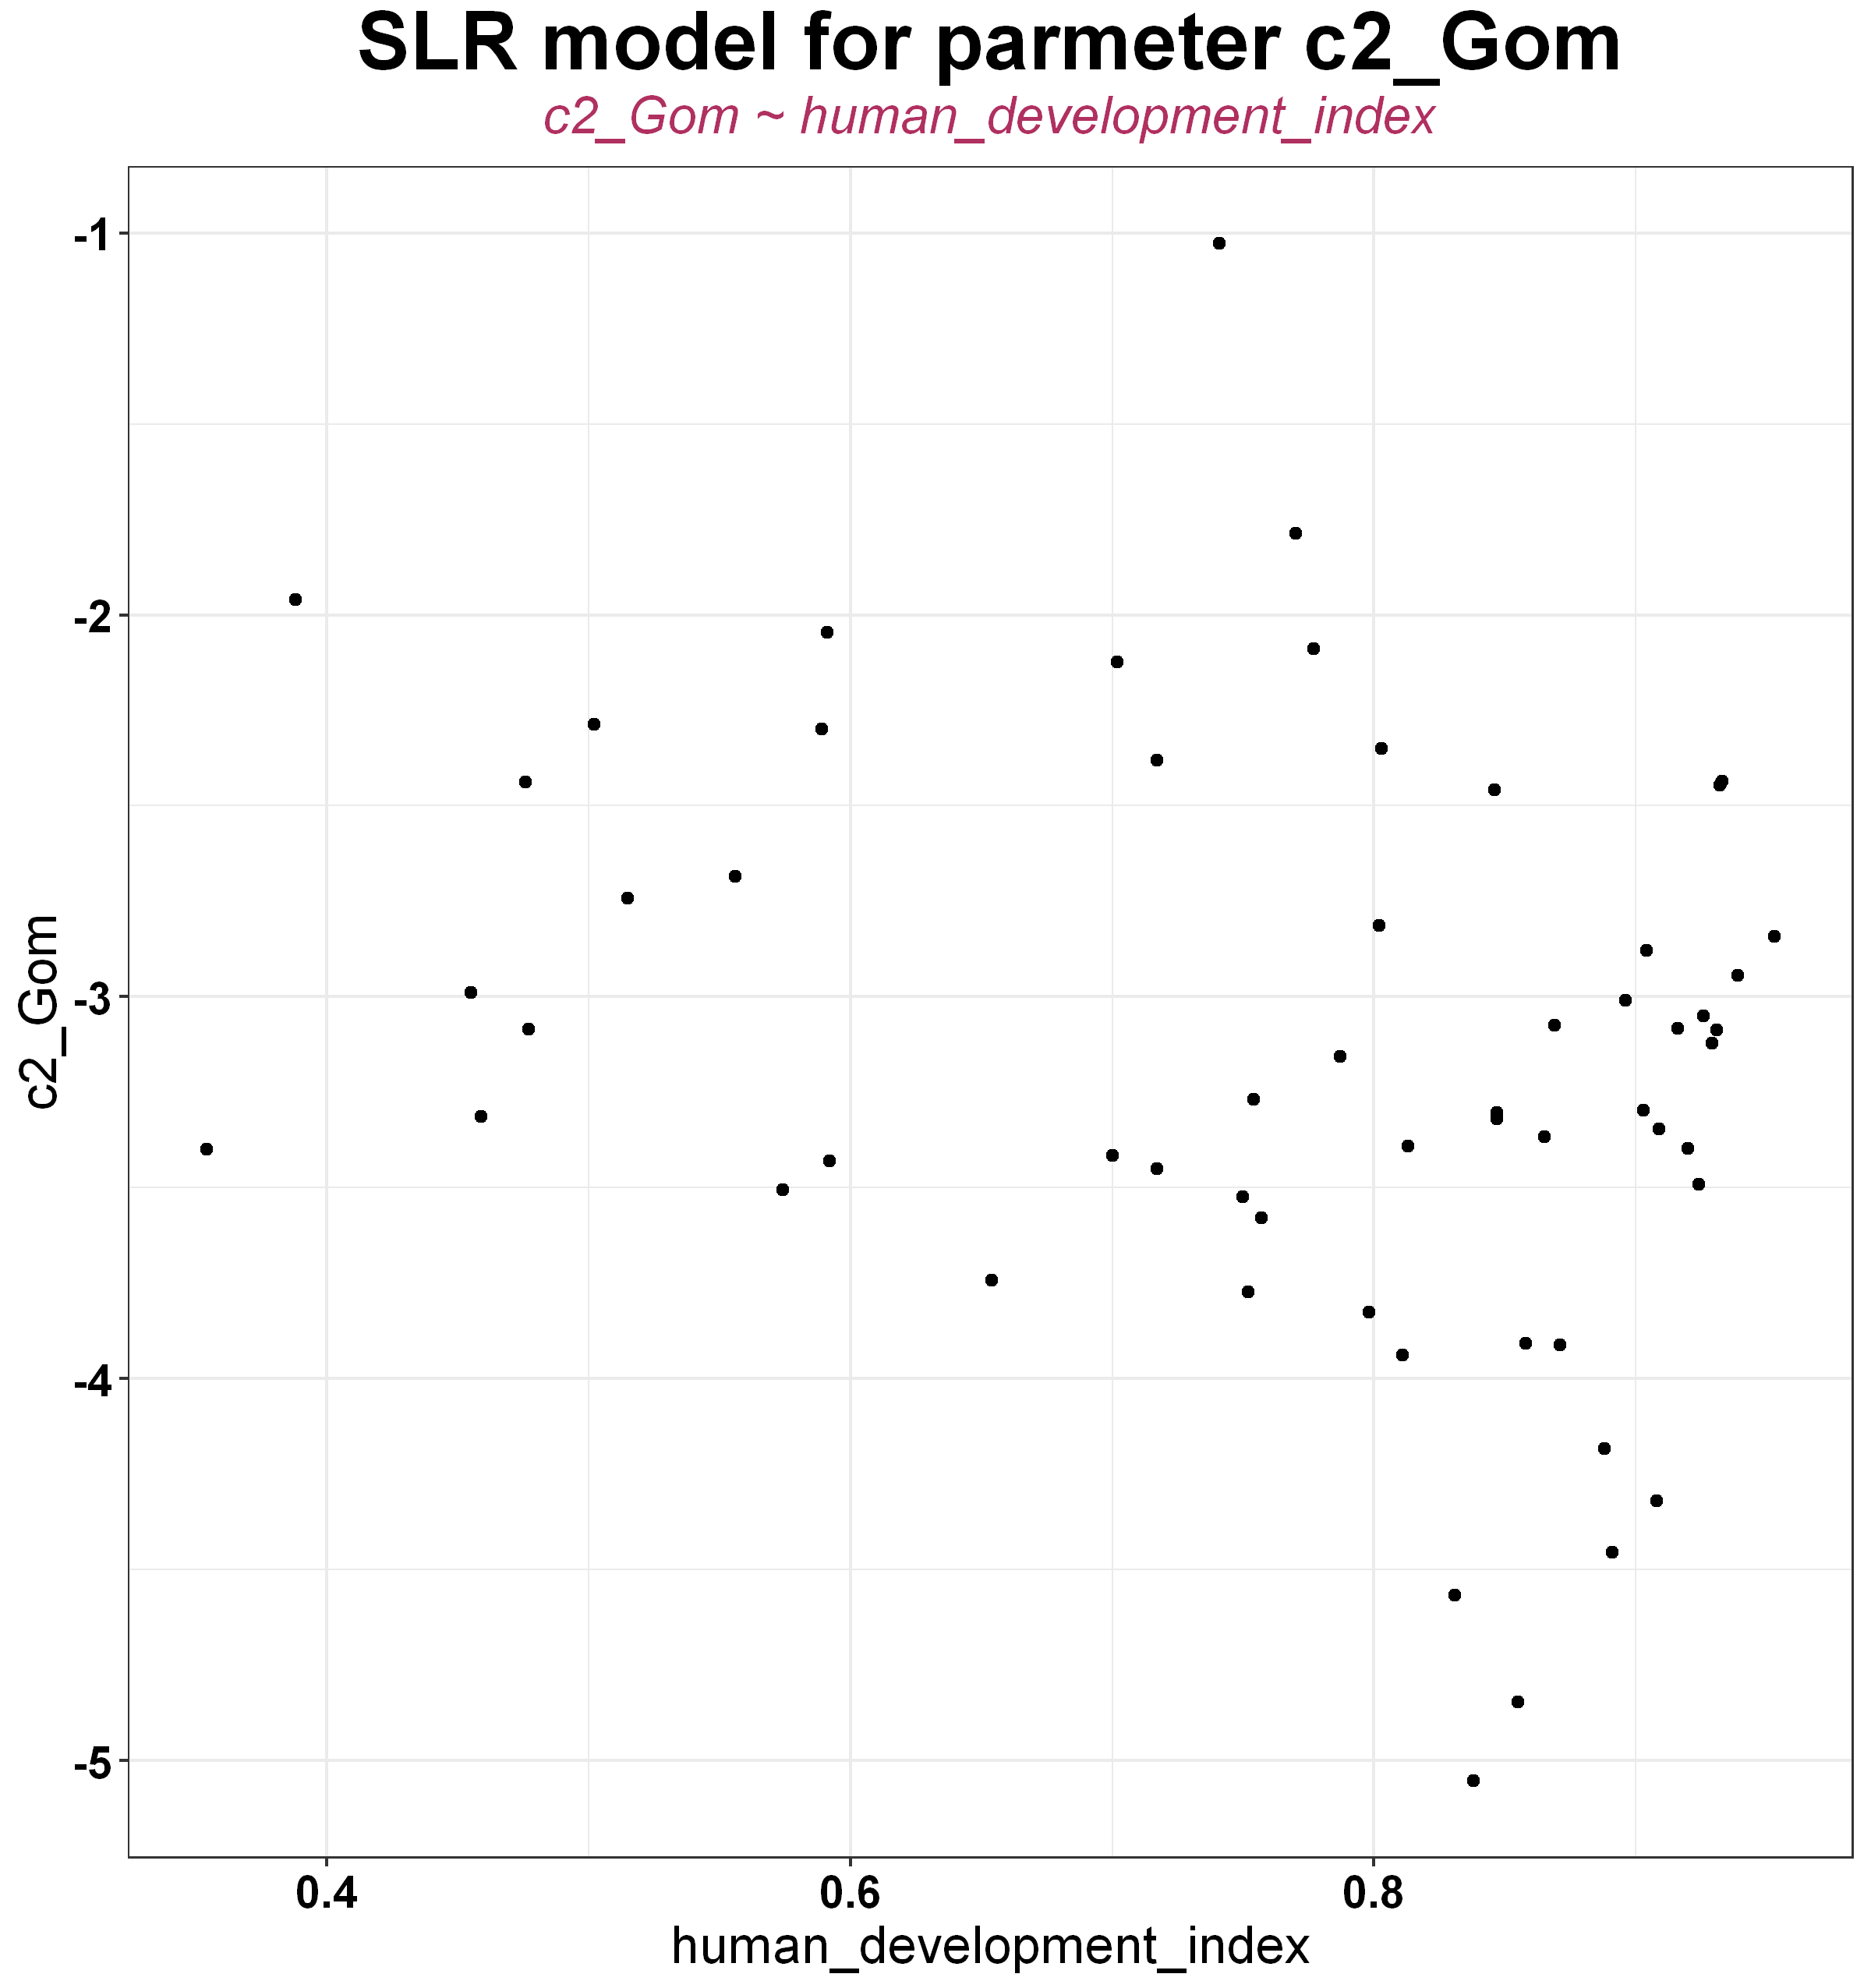 SLR model for parmeter c2_Gom
c2_Gom ~ human_development_index
-1
-2
-3
-4
-5
c2_Gom
0.4 0.6 0.8
human_development_index